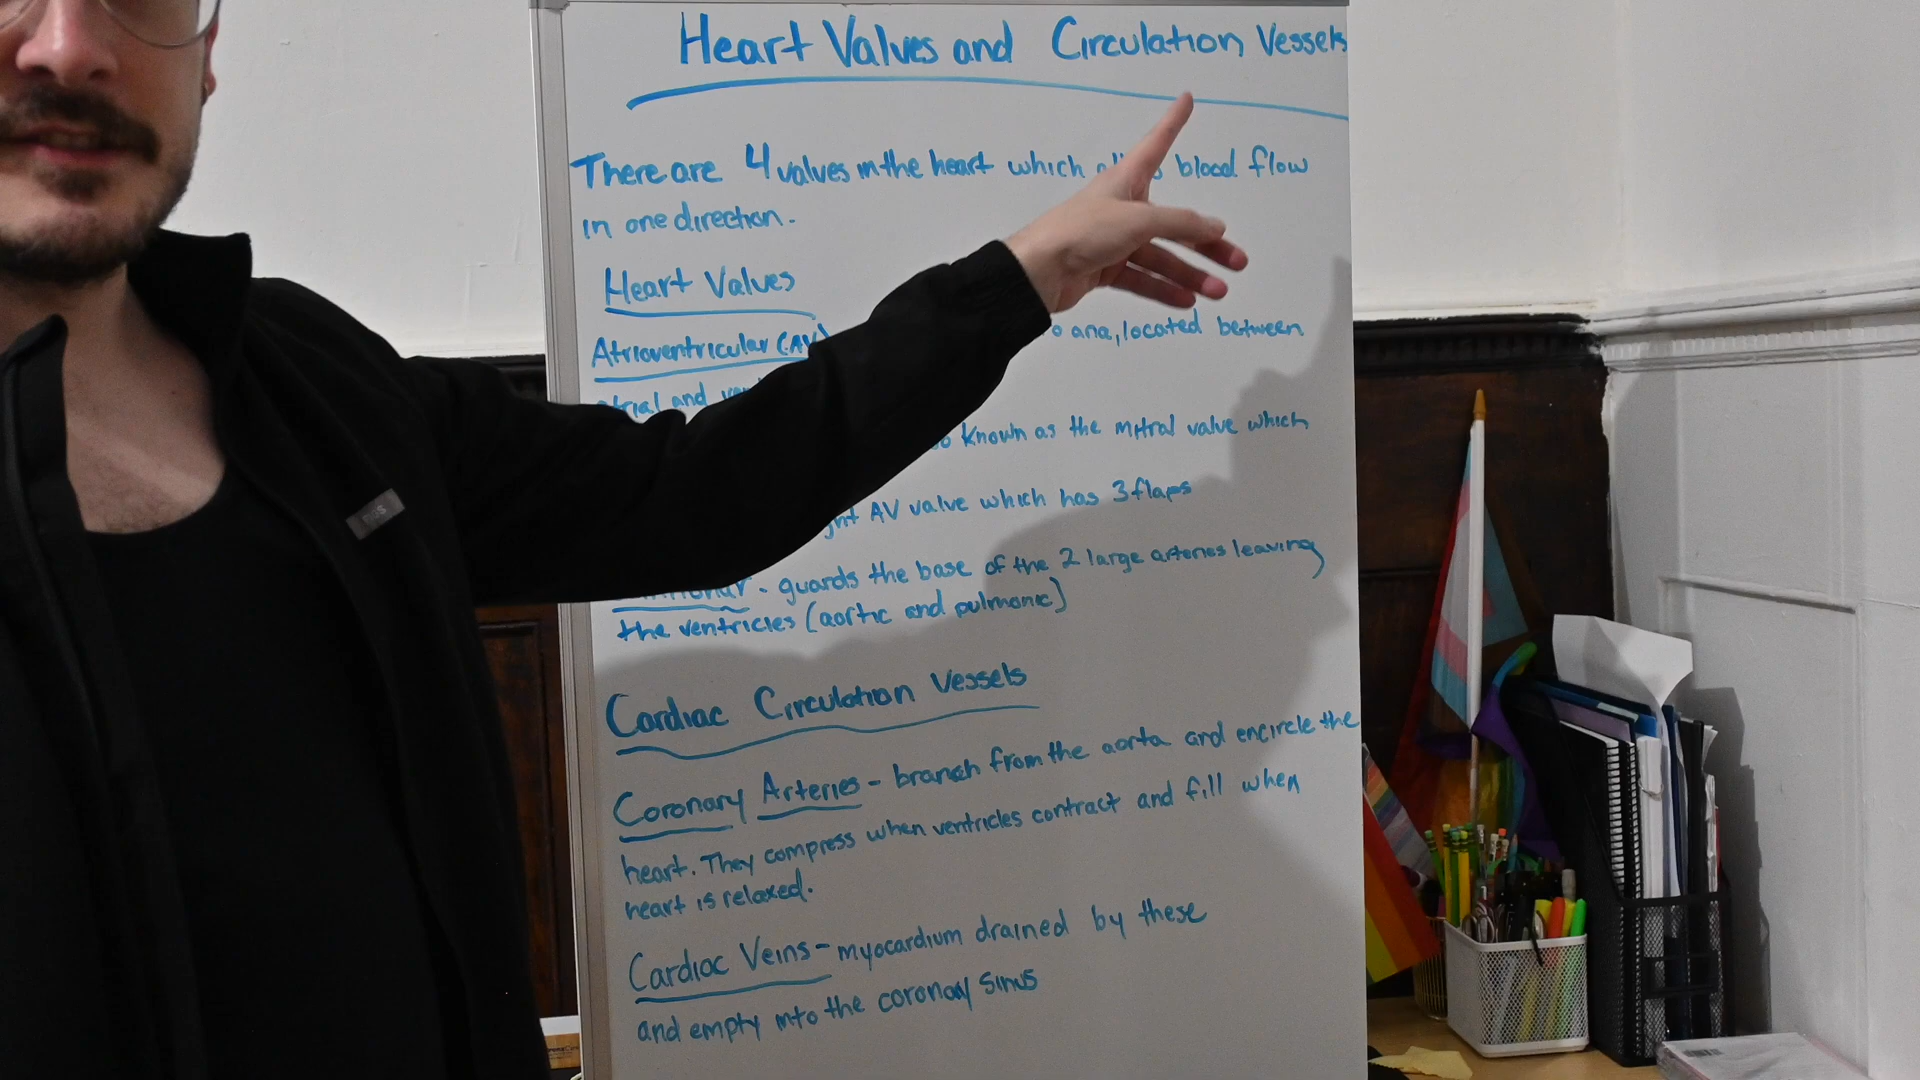 Heart Valves and Circulation Vessels
There are 4 valves in the heart which blood flow
in one direction.
Heart Valves
Atrioventricular (AV) located between
atrial and
known as the mitral value which
AV valve which has 3 flaps
- guards the base of the 2 large arteries leaving
the ventricles (aortic and pulmonic)
Cardiac Circulation Vessels
Coronary Arteries - branch from the aorta and encircle the
heart. They compress when ventricles contract and fill when
heart is relaxed.
Cardiac Veins - myocardium drained by these
and empty into the coronary sinus